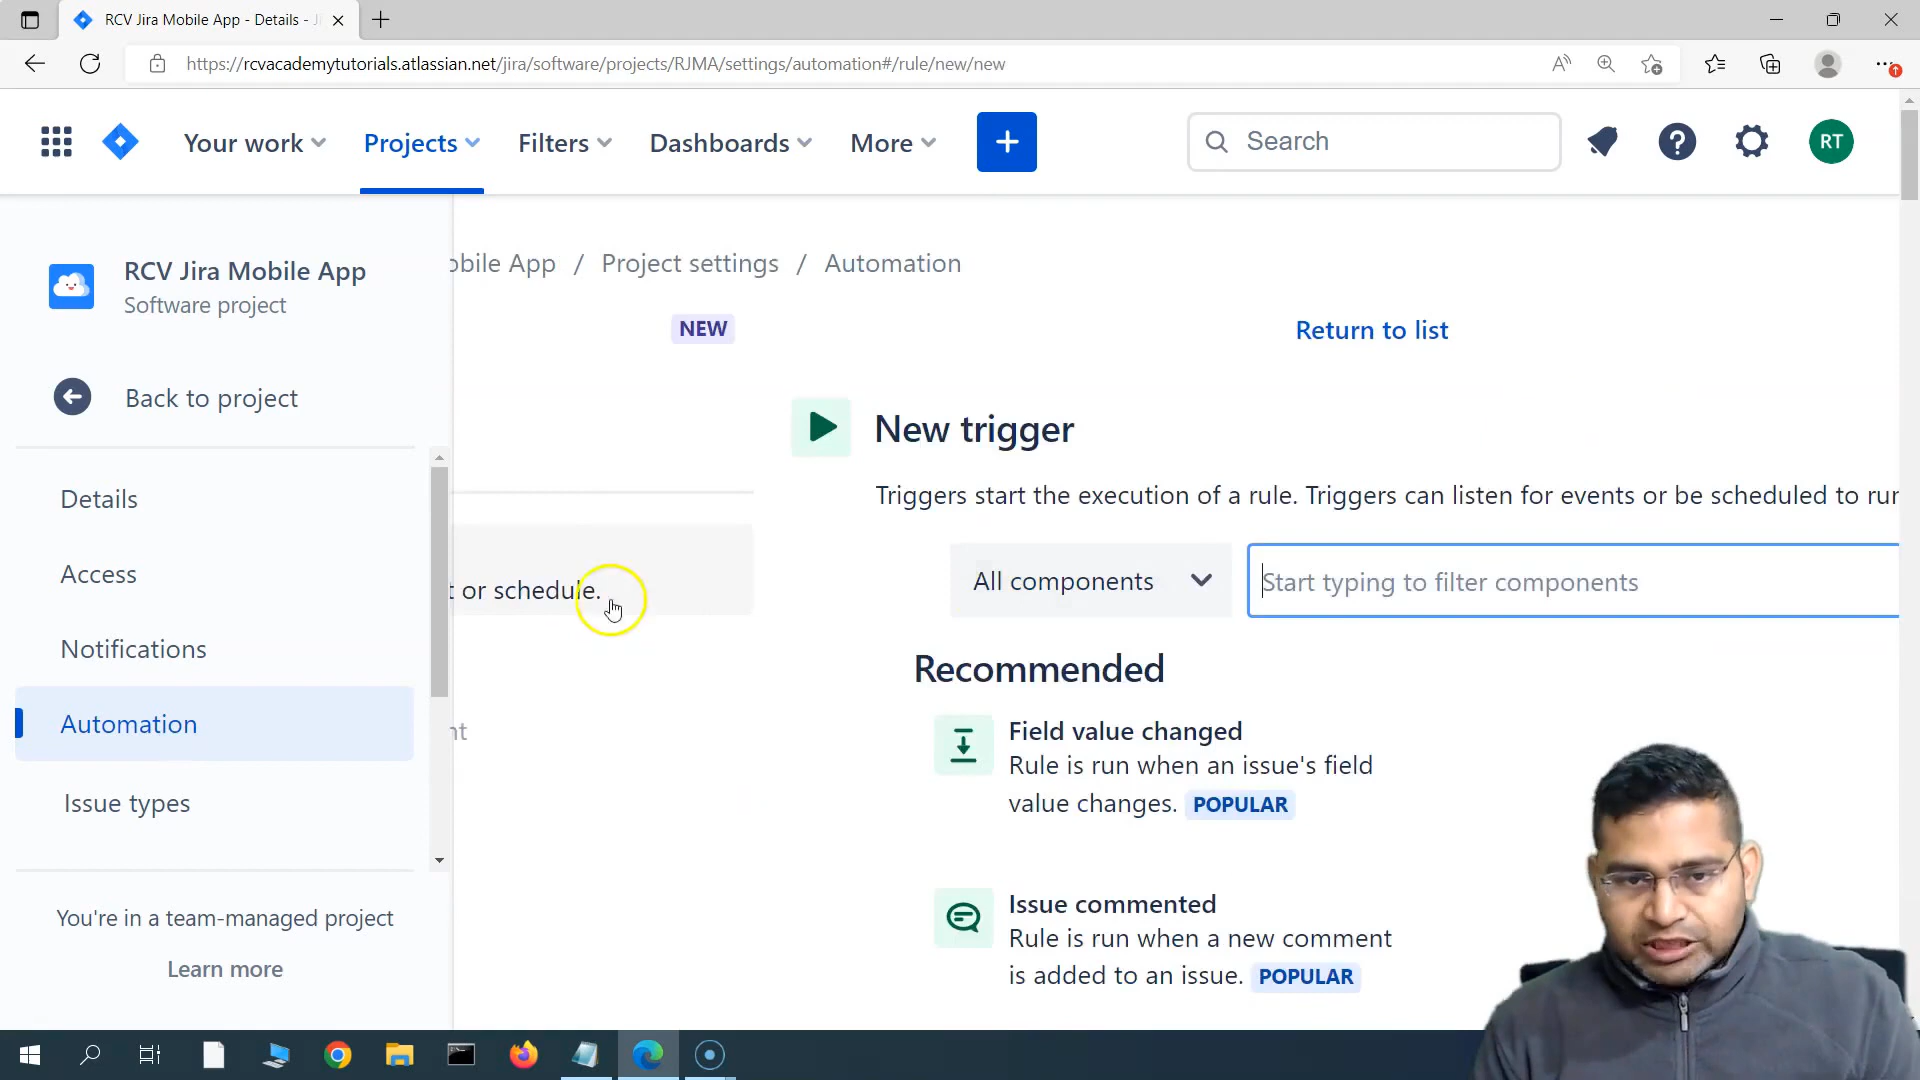 RCV Jira Mobile App - Details - J
https://rcvacademytutorials.atlassian.net/jira/software/projects/RJMA/settings/automation#/rule/new/new
Your work
Projects
Filters
Dashboards
More
Search
RT
RCV Jira Mobile App
Software project
Back to project
Details
Access
Notifications
Automation
Issue types
You're in a team-managed project
Learn more
obile App / Project settings / Automation
NEW
Return to list
t or schedule.
nt
New trigger
Triggers start the execution of a rule. Triggers can listen for events or be scheduled to rur
All components
Start typing to filter components
Recommended
Field value changed
Rule is run when an issue's field
value changes. POPULAR
Issue commented
Rule is run when a new comment
is added to an issue. POPULAR